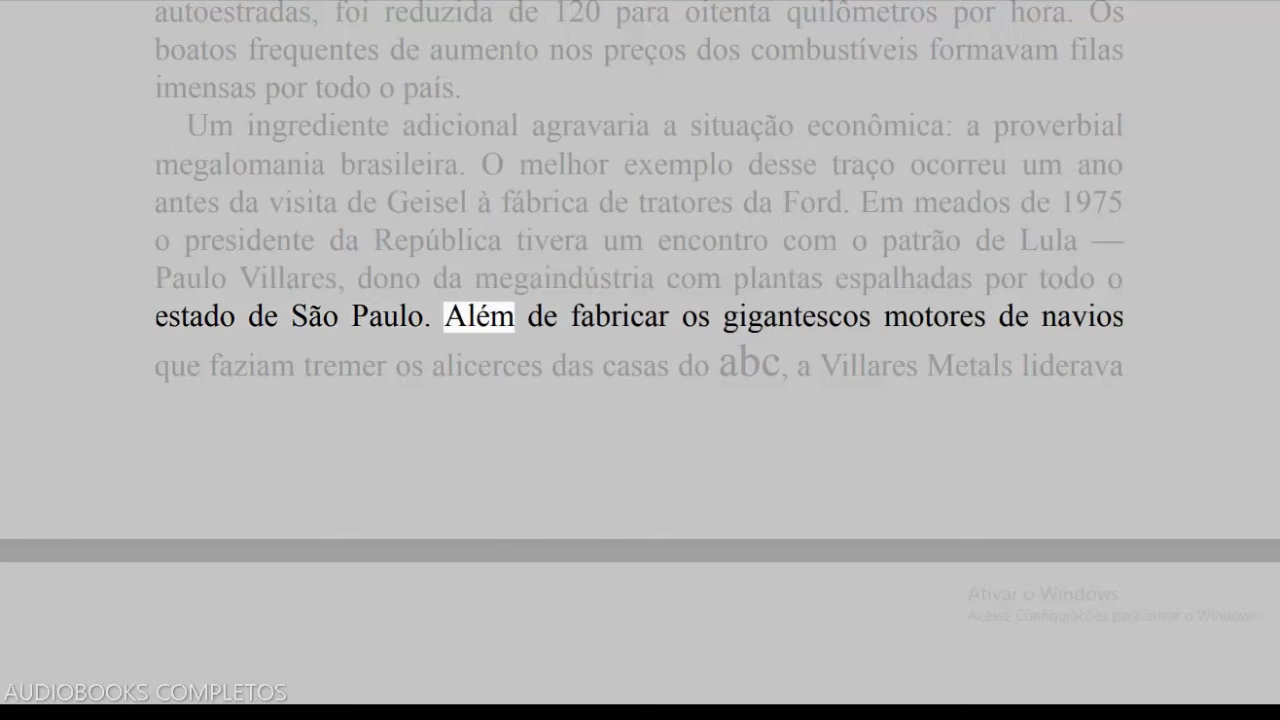 autoestradas, foi reduzida de 120 para oitenta quilômetros por hora. Os
boatos frequentes de aumento nos preços dos combustíveis formavam filas
imensas por todo o país.
Um ingrediente adicional agravaria a situação econômica: a proverbial
megalomania brasileira. O melhor exemplo desse traço ocorreu um ano
antes da visita de Geisel à fábrica de tratores da Ford. Em meados de 1975
o presidente da República tivera um encontro com o patrão de Lula —
Paulo Villares, dono da megaindústria com plantas espalhadas por todo o
estado de São Paulo. Além de fabricar os gigantescos motores de navios
que faziam tremer os alicerces das casas do abc, a Villares Metals liderava
Ativar o Windows
Acesse Configurações para ativar o Windows.
AUDIOBOOKS COMPLETOS